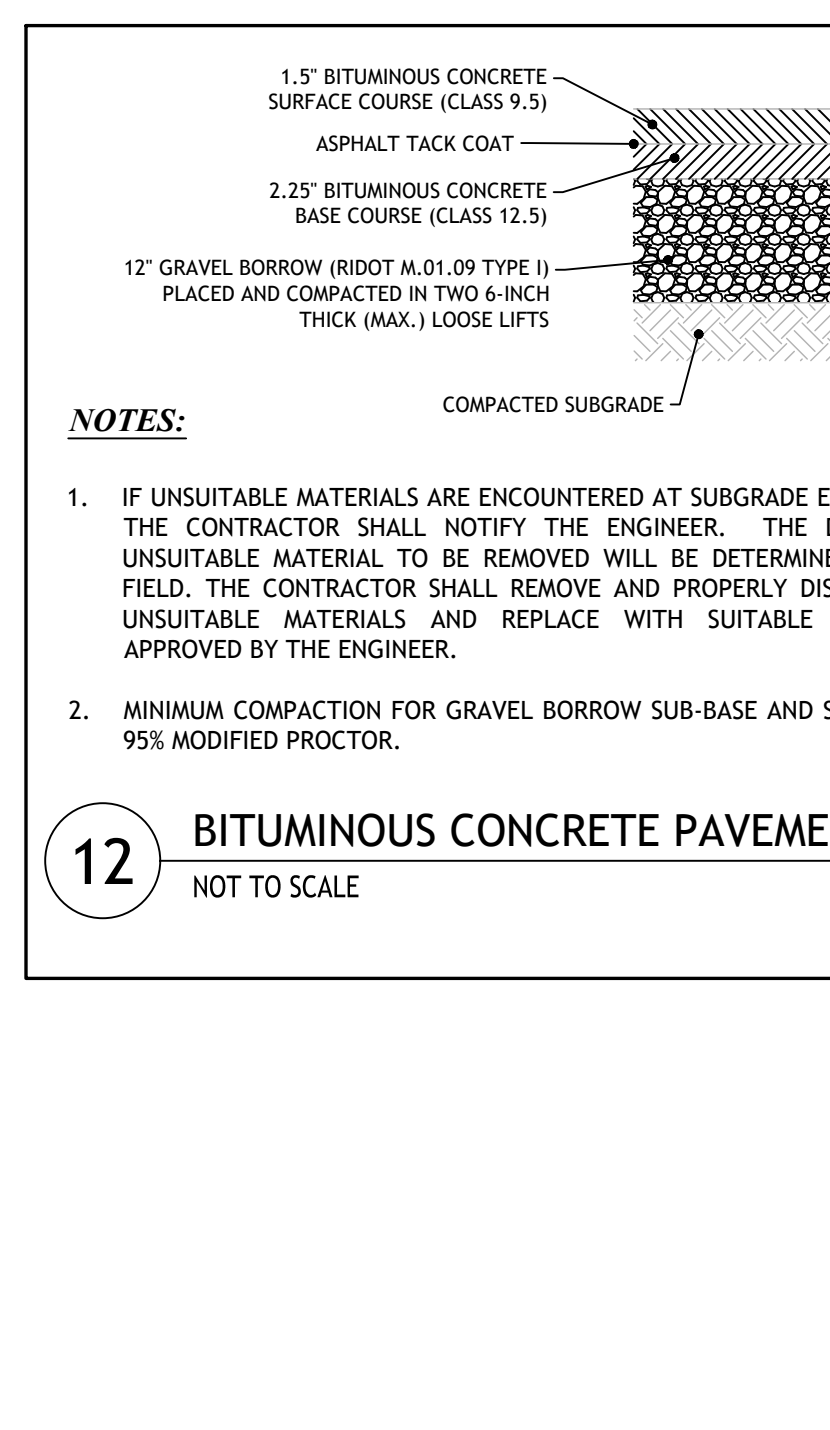 1.5" BITUMINOUS CONCRETE
SURFACE COURSE (CLASS 9.5)
ASPHALT TACK COAT
2.25" BITUMINOUS CONCRETE
BASE COURSE (CLASS 12.5)
12" GRAVEL BORROW (RIDOT M.01.09 TYPE I)
PLACED AND COMPACTED IN TWO 6-INCH
THICK (MAX.) LOOSE LIFTS
COMPACTED SUBGRADE
NOTES:
1. IF UNSUITABLE MATERIALS ARE ENCOUNTERED AT SUBGRADE E
THE CONTRACTOR SHALL NOTIFY THE ENGINEER. THE
UNSUITABLE MATERIAL TO BE REMOVED WILL BE DETERMINE
FIELD. THE CONTRACTOR SHALL REMOVE AND PROPERLY DIS
UNSUITABLE MATERIALS AND REPLACE WITH SUITABLE
APPROVED BY THE ENGINEER.
2. MINIMUM COMPACTION FOR GRAVEL BORROW SUB-BASE AND S
95% MODIFIED PROCTOR.
12
BITUMINOUS CONCRETE PAVEME
NOT TO SCALE